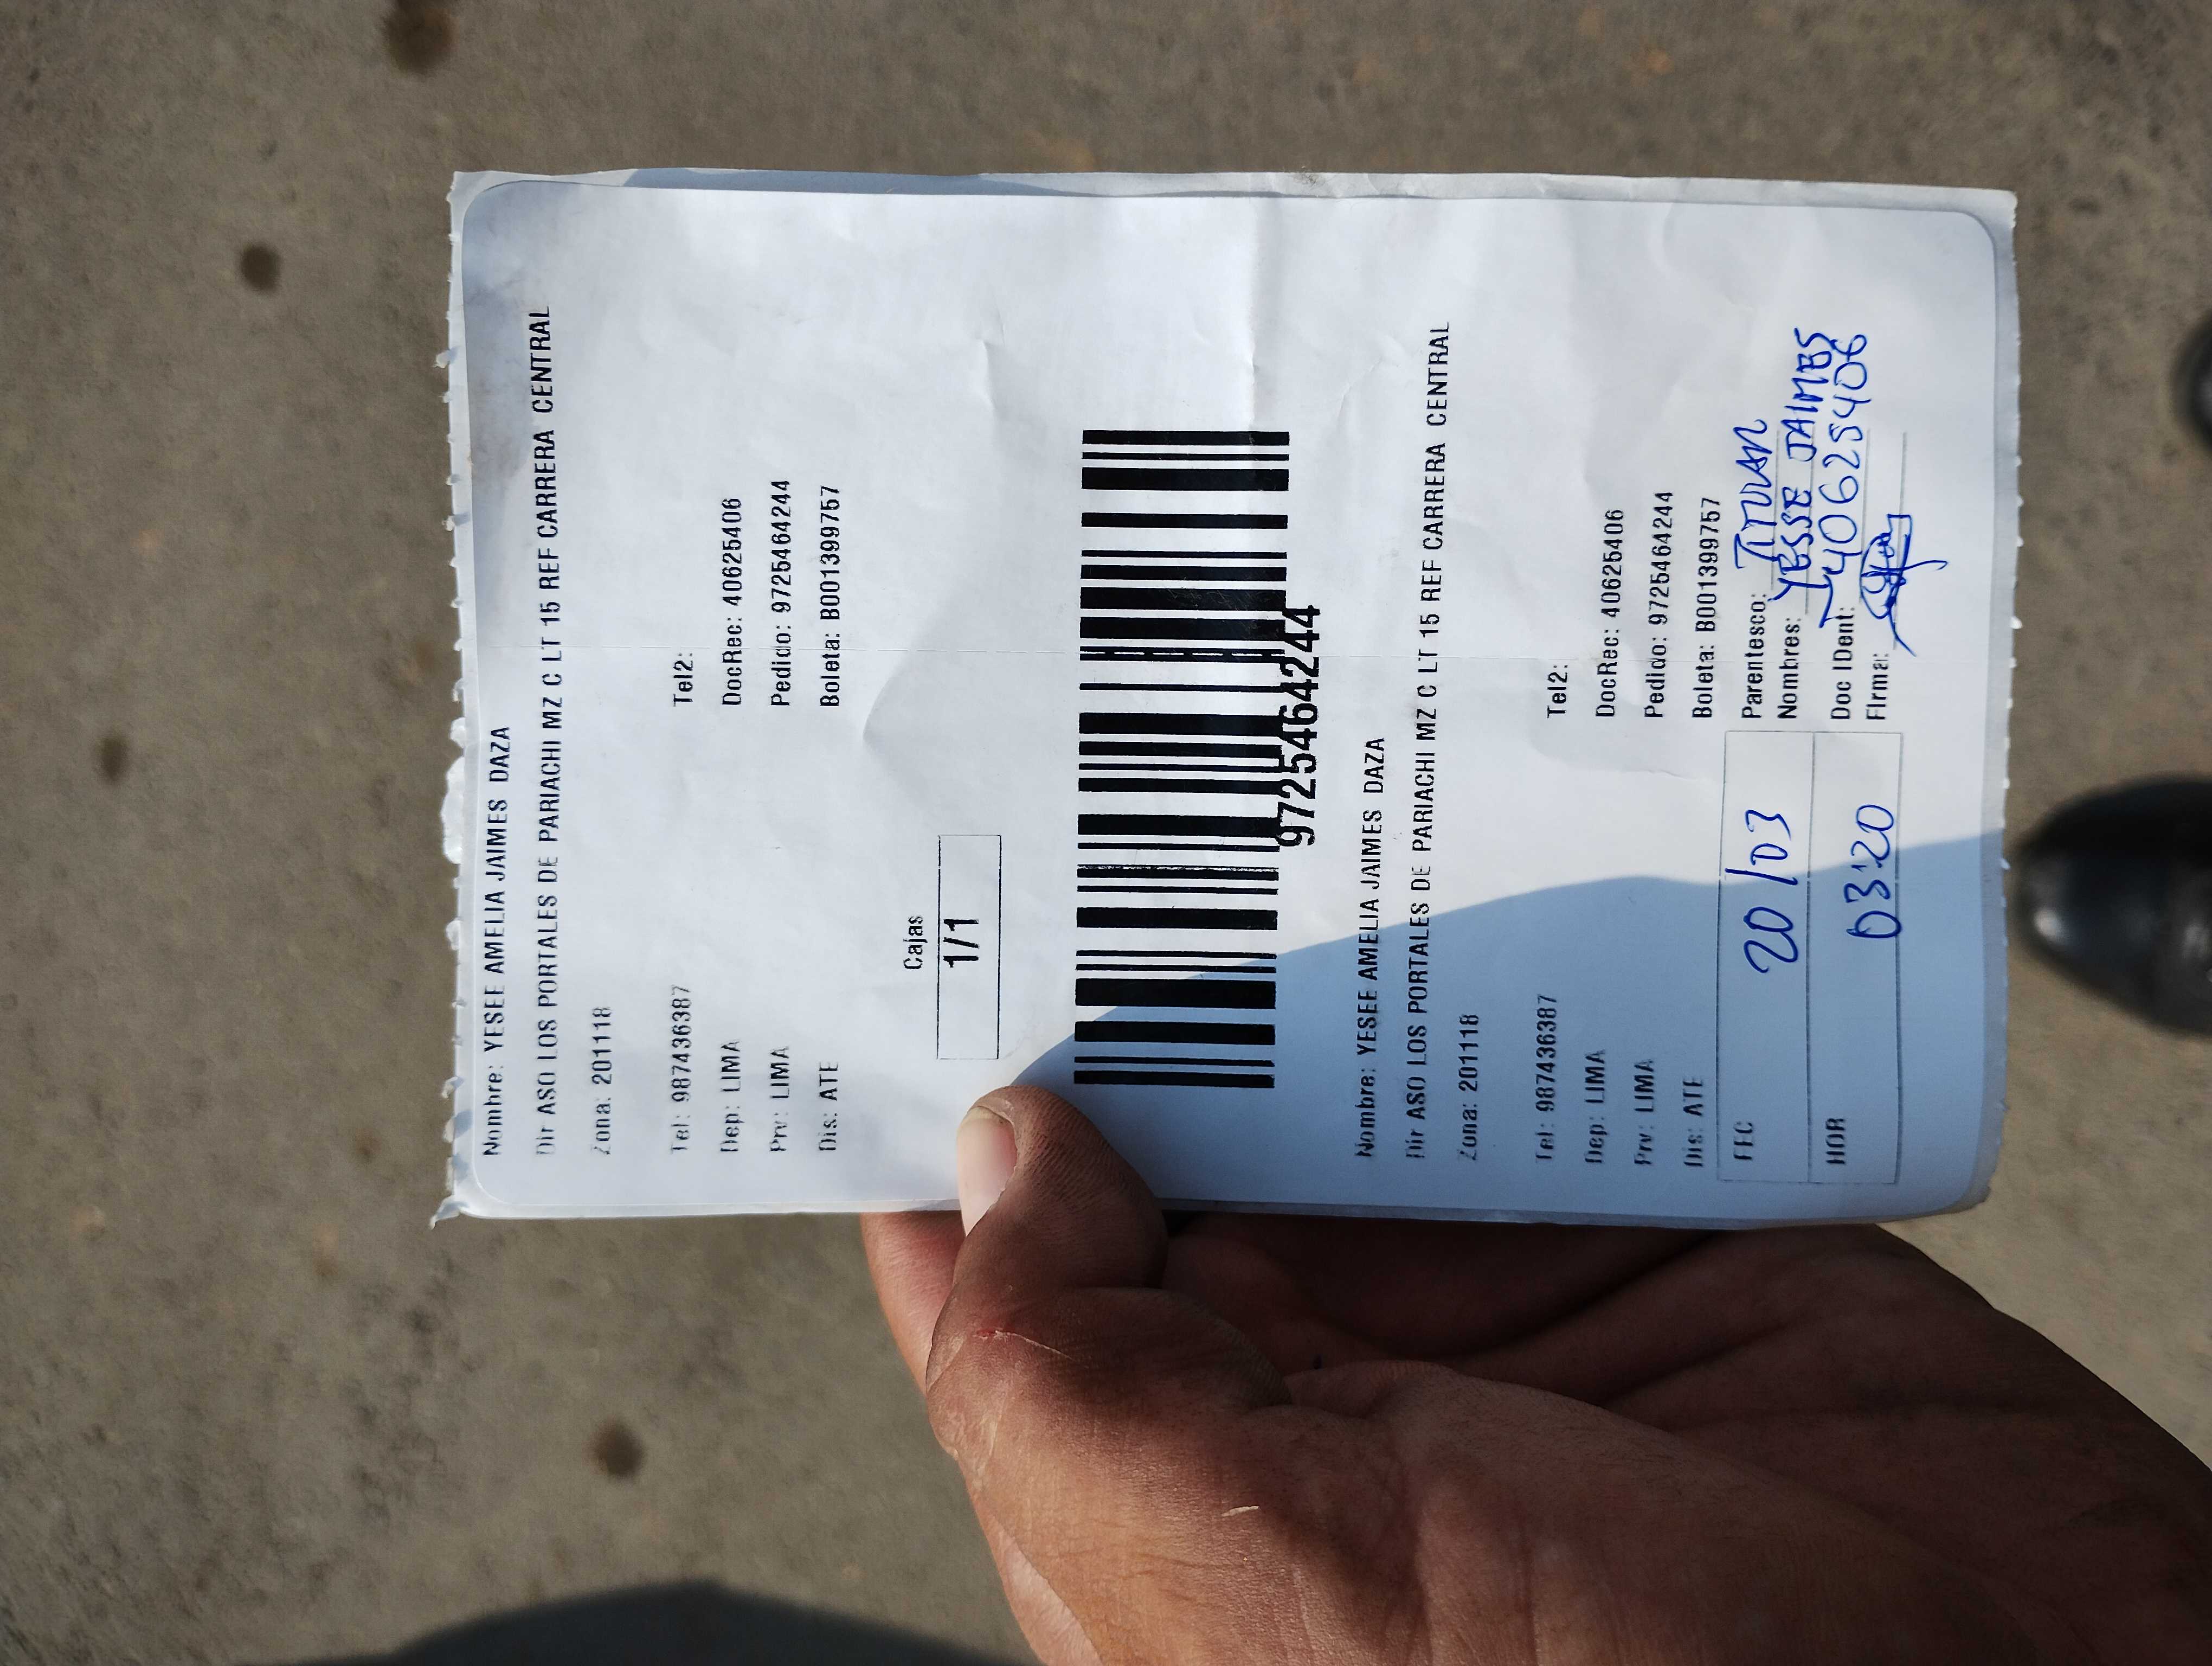 Nombre: YESEE AMELIA JAIMES DAZA
Dir ASO LOS PORTALES DE PARIACHI MZ C LT 15 REF CARRERA CENTRAL
Zona: 201118
Tel: 987436387 Tel2:
Dep: LIMA DocRec: 40625406
Prv: LIMA Pedido: 9725464244
Dis: ATE Boleta: B001399757
Cajas
1/1
9725464244
Nombre: YESEE AMELIA JAIMES DAZA
Dir ASO LOS PORTALES DE PARIACHI MZ C LT 15 REF CARRERA CENTRAL
Zona: 201118
Tel: 987436387 Tel2:
Dep: LIMA DocRec: 40625406
Prv: LIMA Pedido: 9725464244
Dis: ATE Boleta: B001399757
FEC 20/03 Parentesco: TITULAR
Nombres: YESSE JAIMES
HOR 03:20 Doc IDent: 40625406
FIrma: